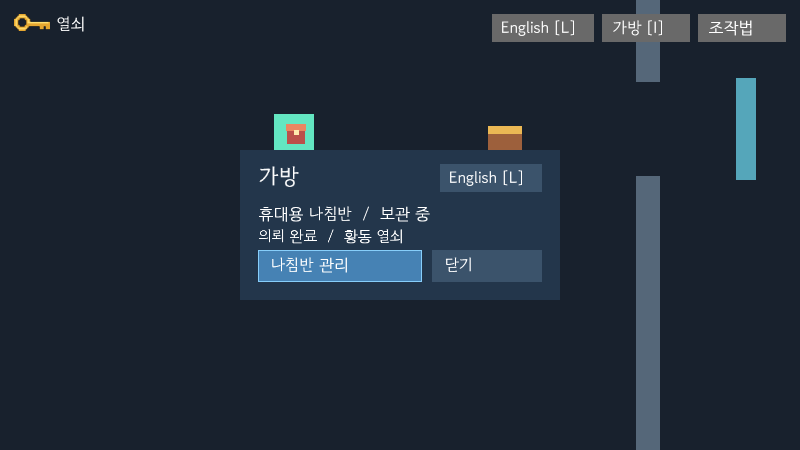 열쇠
English [L]
가방 [I]
조작법
가방
English [L]
휴대용 나침반 / 보관 중
의뢰 완료 / 황동 열쇠
나침반 관리
닫기